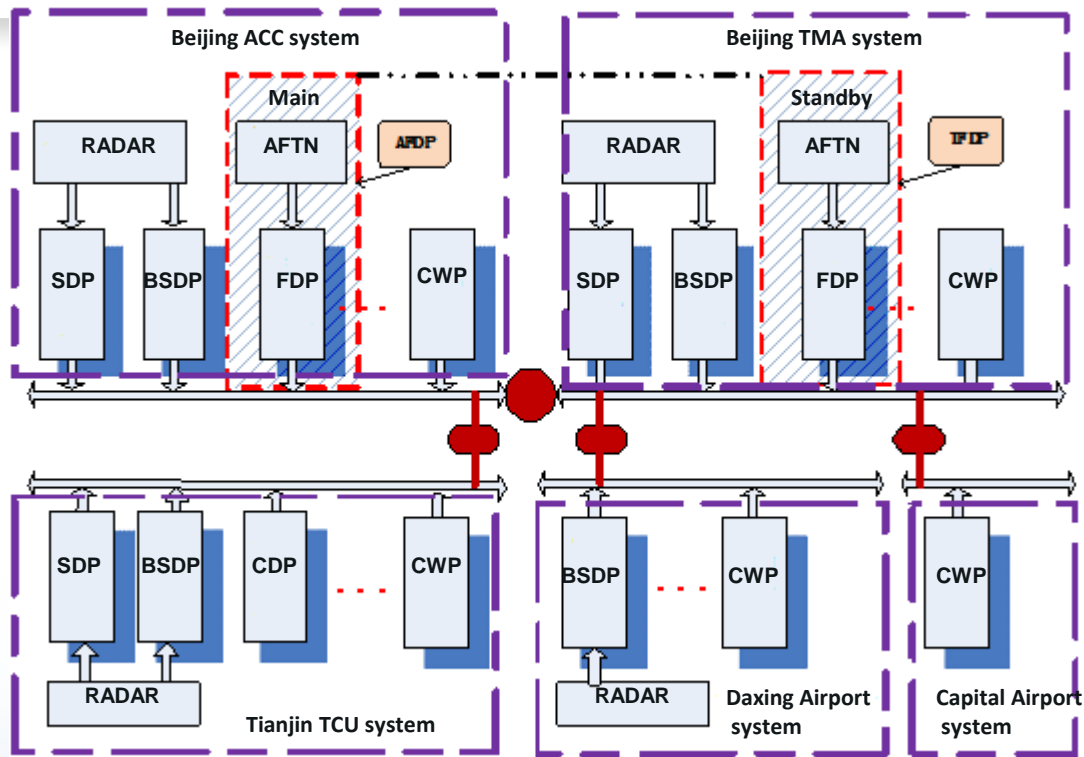 Beijing ACC system
Beijing TMA system
Main
Standby
RADAR
AFTN
RADAR
AFTN
SDP
BSDP
FDP
CWP
SDP
BSDP
FDP
CWP
SDP
BSDP
CDP
CWP
BSDP
CWP
CWP
RADAR
RADAR
Tianjin TCU system
Daxing Airport
system
Capital Airport
system